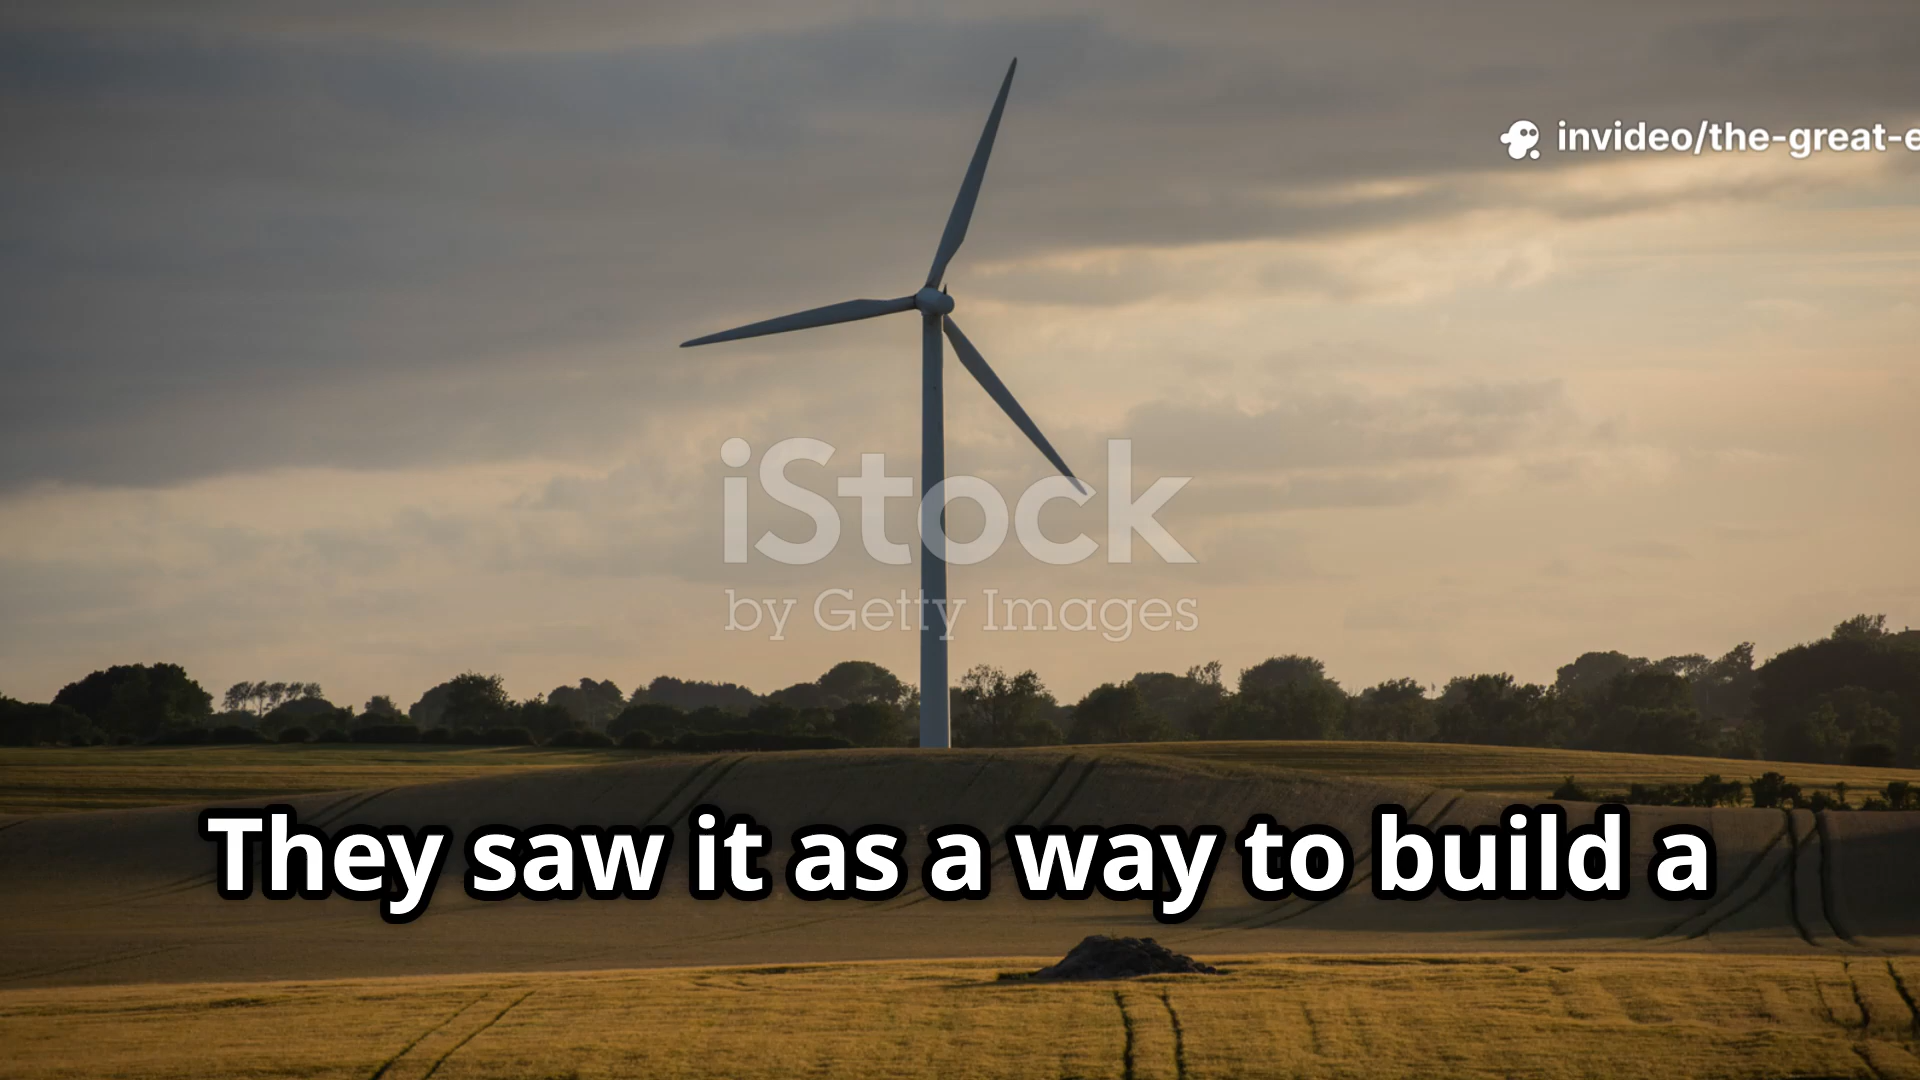 invideo/the-great-e
iStock
by Getty Images
They saw it as a way to build a